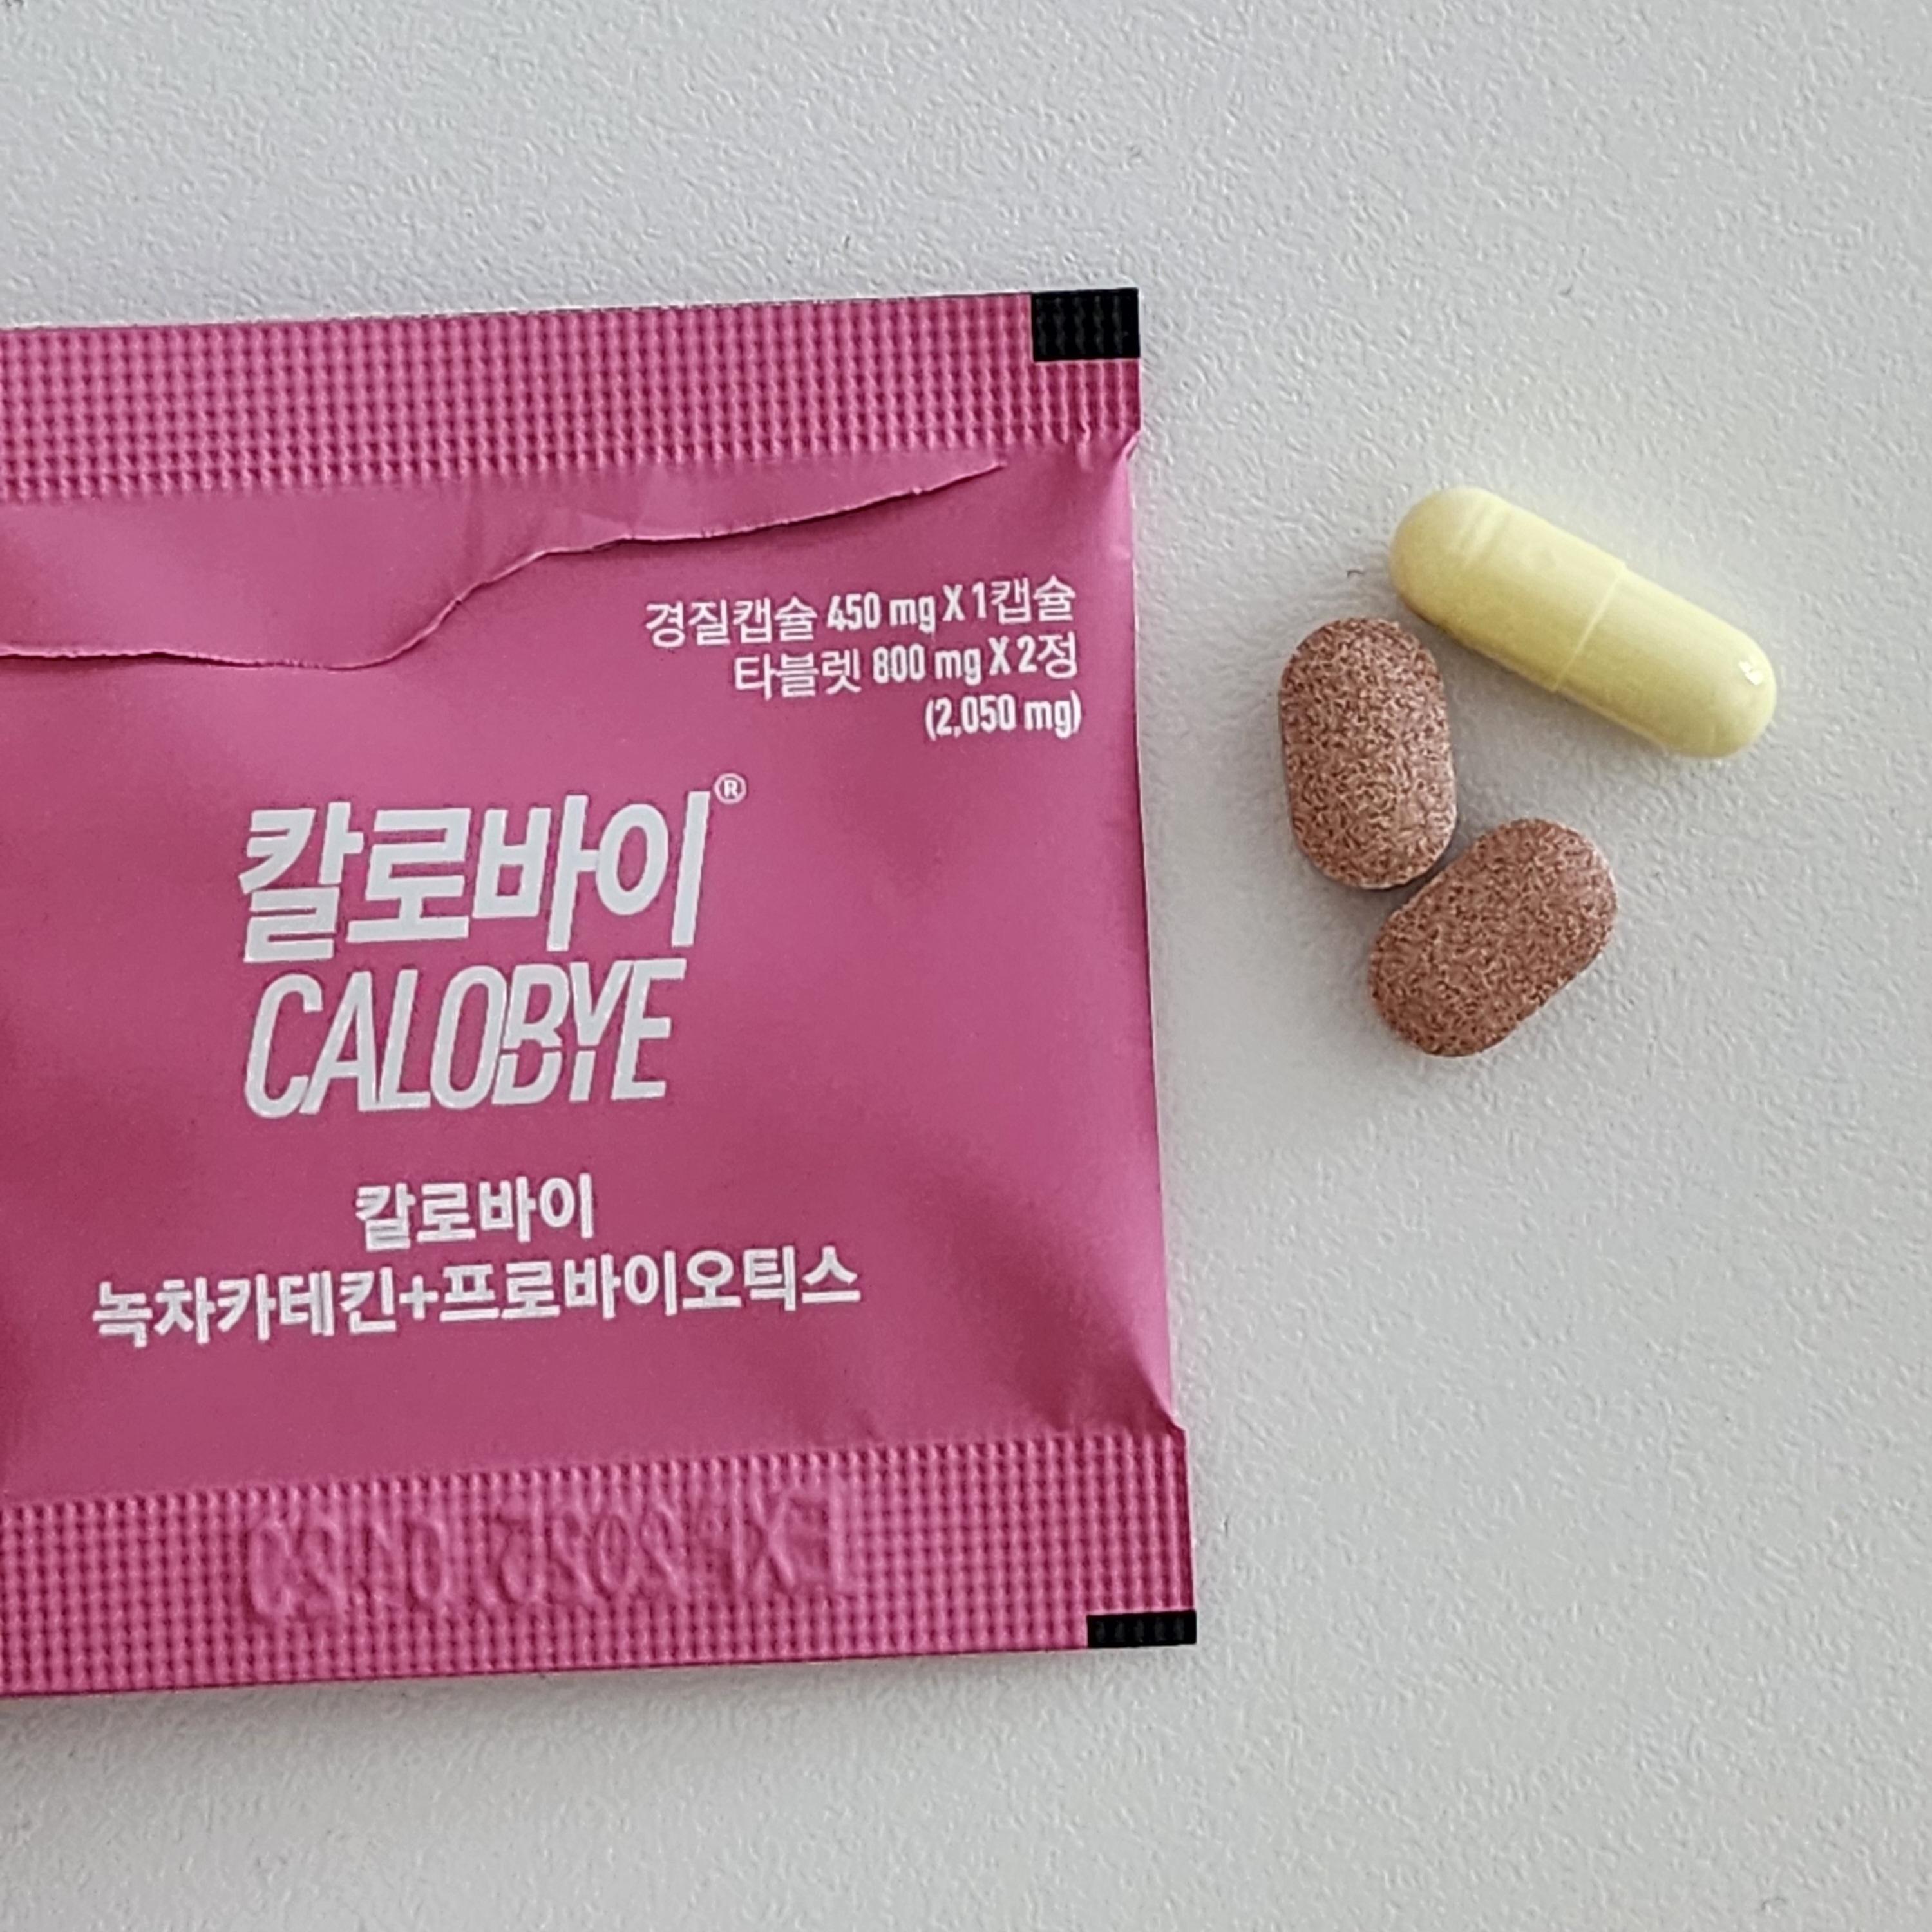 경질캡슐 450 mg X 1캡슐
타블렛 800 mg X 2정
(2,050 mg)
칼로바이®
CALOBYE
칼로바이
녹차카테킨+프로바이오틱스